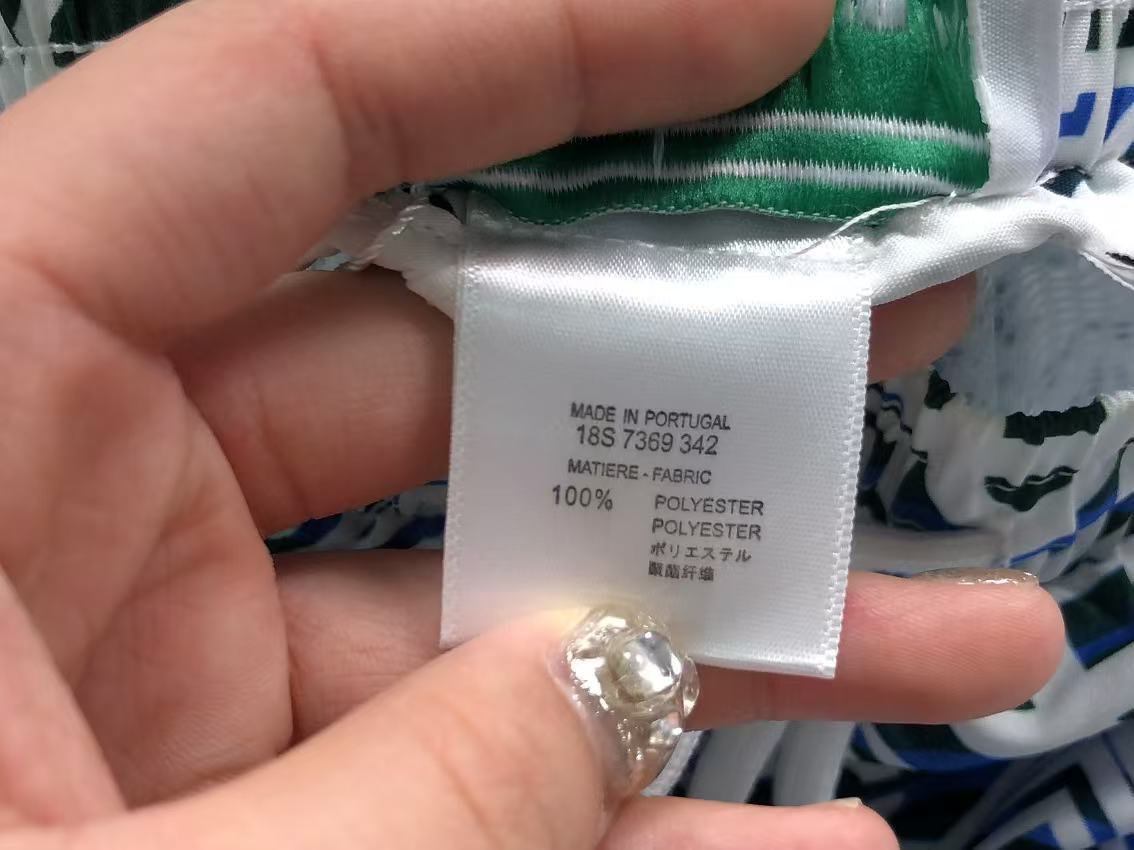 MADE IN PORTUGAL
18S 7369 342
MATIERE - FABRIC
100% POLYESTER
POLYESTER
ポリエステル
聚酯纤维